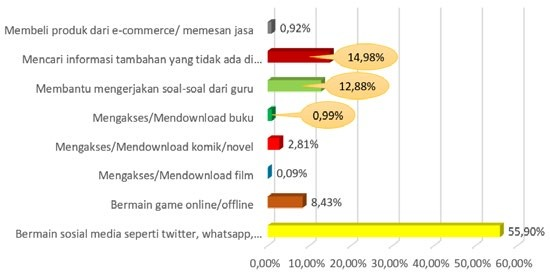 Membeli produk dari e-commerce/ memesan jasa
0,92%
Mencari informasi tambahan yang tidak ada di...
14,98%
Membantu mengerjakan soal-soal dari guru
12,88%
Mengakses/Mendownload buku
0,99%
Mengakses/Mendownload komik/novel
2,81%
Mengakses/Mendownload film
0,09%
Bermain game online/offline
8,43%
Bermain sosial media seperti twitter, whatsapp,...
55,90%
0,00% 10,00% 20,00% 30,00% 40,00% 50,00% 60,00%